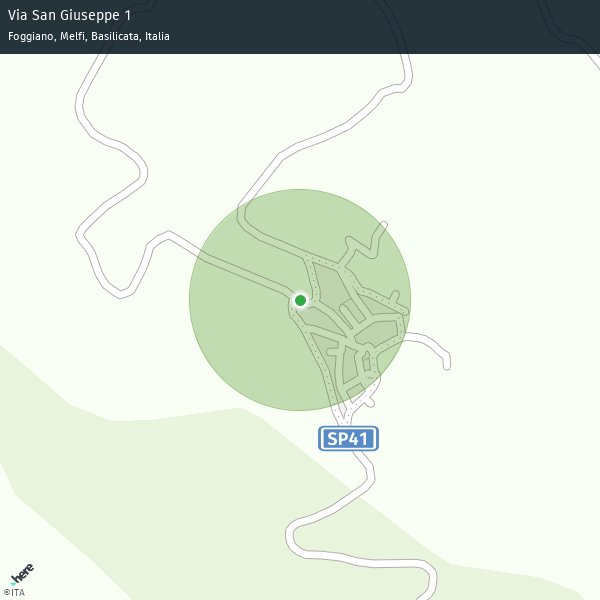 Via San Giuseppe 1
Foggiano, Melfi, Basilicata, Italia
SP41
here
©ITA